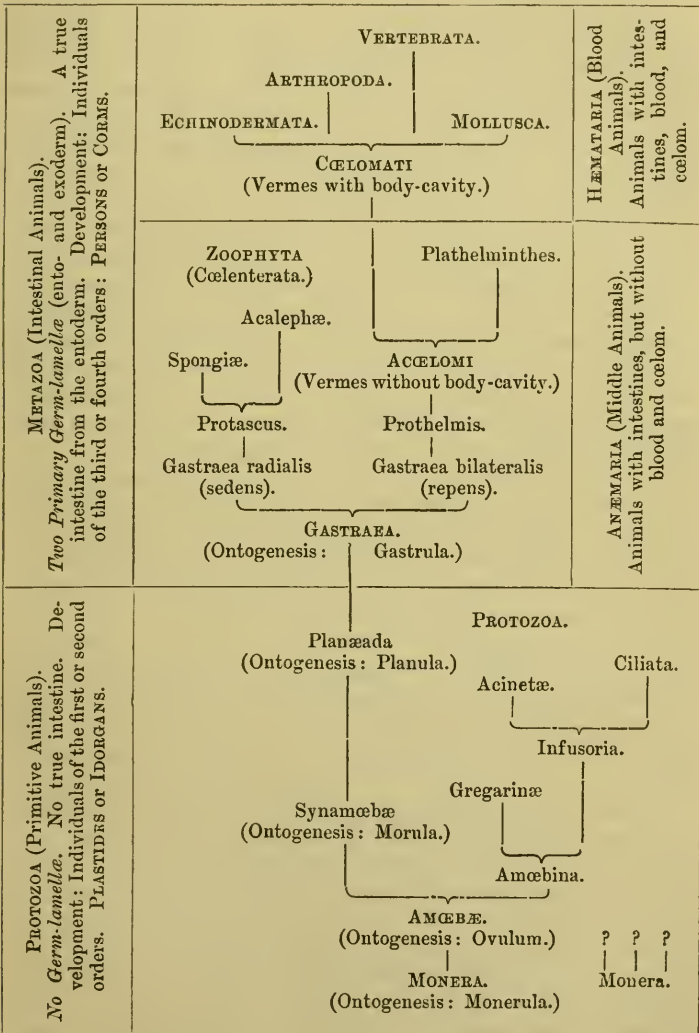 METAZOA (Intestinal Animals).
Two Primary Germ-lamellæ (ento- and exoderm). A true
intestine from the entoderm. Development: Individuals
of the third or fourth orders: PERSONS or CORMS.
VERTEBRATA.
ARTHROPODA.
ECHINODERMATA. MOLLUSCA.
CŒLOMATI
(Vermes with body-cavity.)
HÆMATARIA (Blood
Animals).
Animals with intes-
tines, blood, and
cœlom.
ZOOPHYTA Plathelminthes.
(Cœlenterata.)
Acalephæ.
Spongiæ. ACŒLOMI
(Vermes without body-cavity.)
Protascus. Prothelmis.
Gastraea radialis Gastraea bilateralis
(sedens). (repens).
GASTRAEA.
(Ontogenesis: Gastrula.)
ANÆMARIA (Middle Animals).
Animals with intestines, but without
blood and cœlom.
PROTOZOA (Primitive Animals).
No Germ-lamellæ. No true intestine. De-
velopment: Individuals of the first or second
orders. PLASTIDES or IDORGANS.
PROTOZOA.
Planæada
(Ontogenesis: Planula.) Ciliata.
Acinetæ.
Infusoria.
Gregarinæ
Synamœbæ
(Ontogenesis: Morula.)
Amœbina.
AMŒBÆ.
(Ontogenesis: Ovulum.) ? ? ?
MONERA. Monera.
(Ontogenesis: Monerula.)